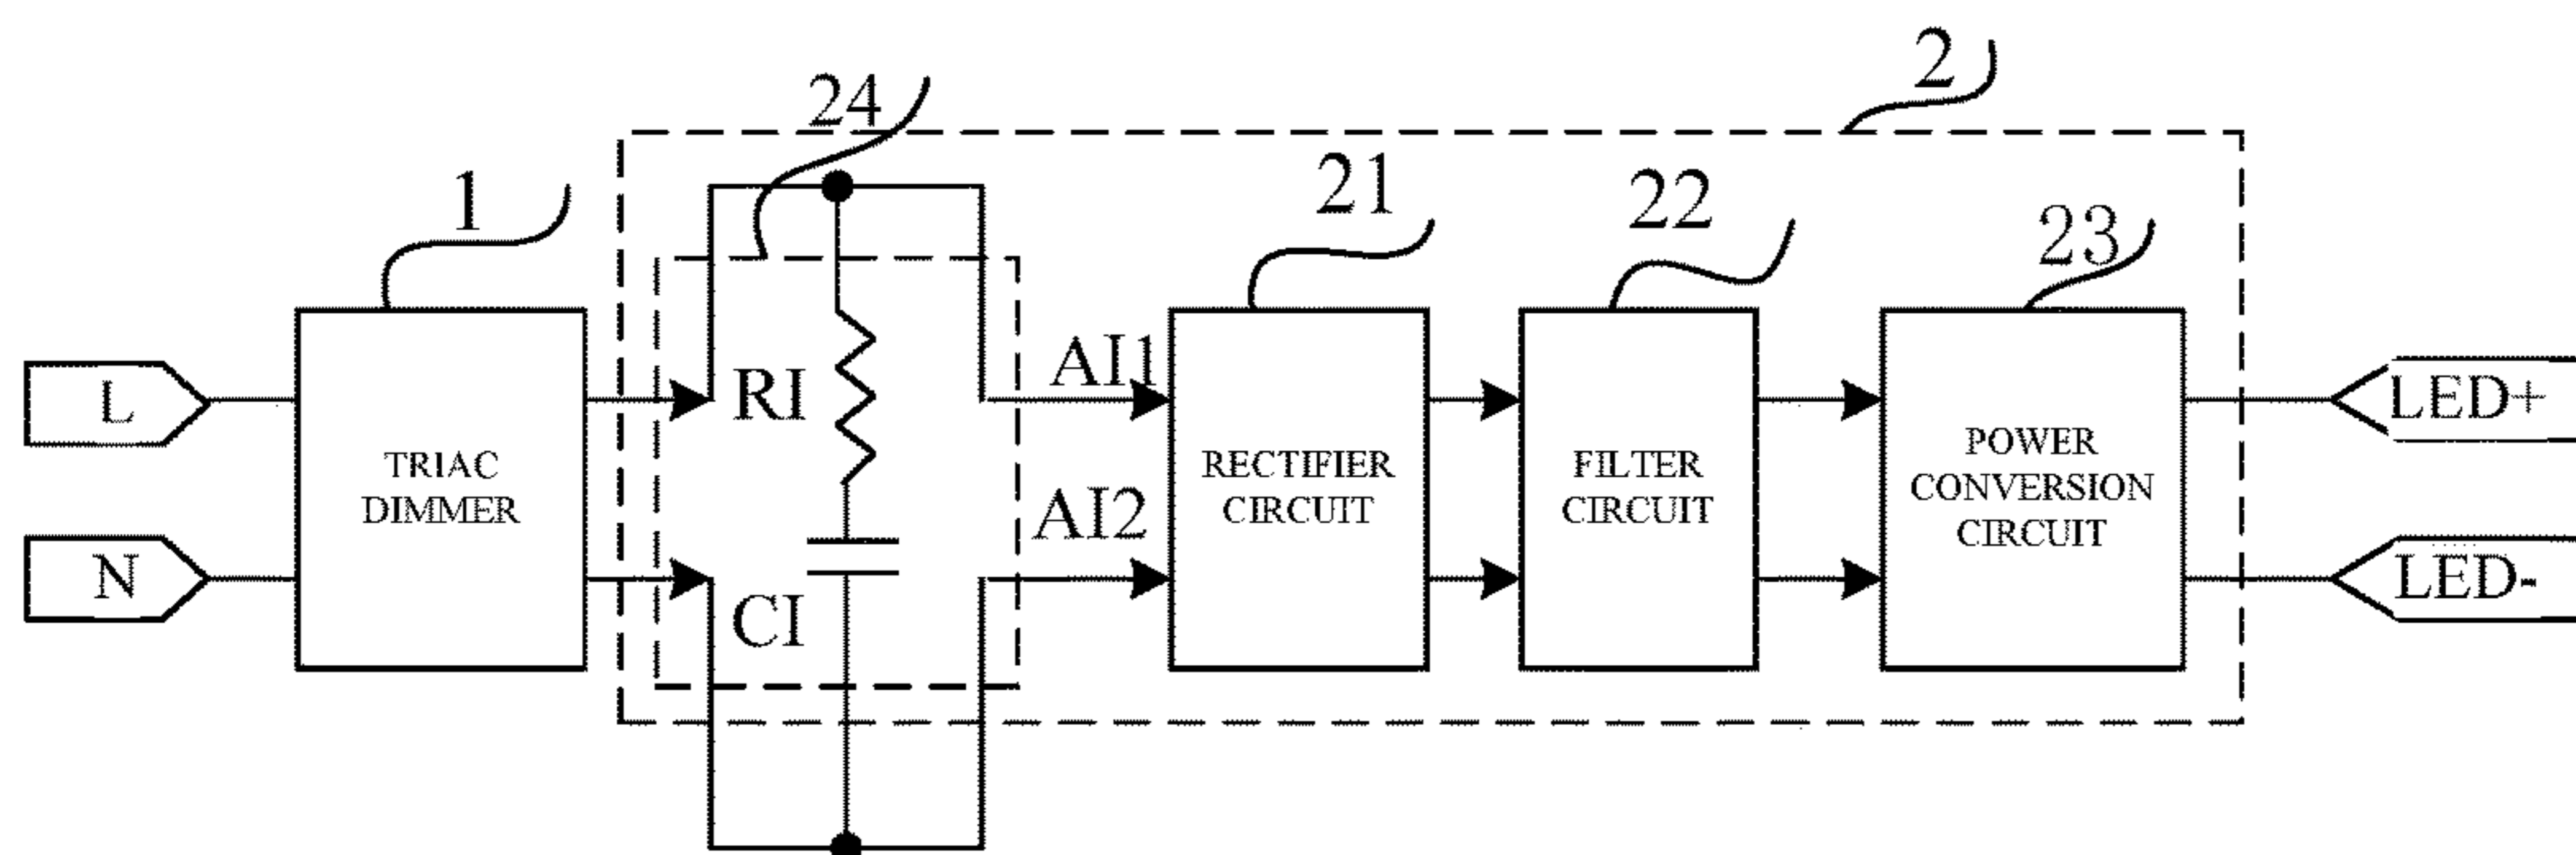 2
24
1
21
22
23
L
TRIAC
DIMMER
N
RI
CI
AI1
AI2
RECTIFIER
CIRCUIT
FILTER
CIRCUIT
POWER
CONVERSION
CIRCUIT
LED+
LED-